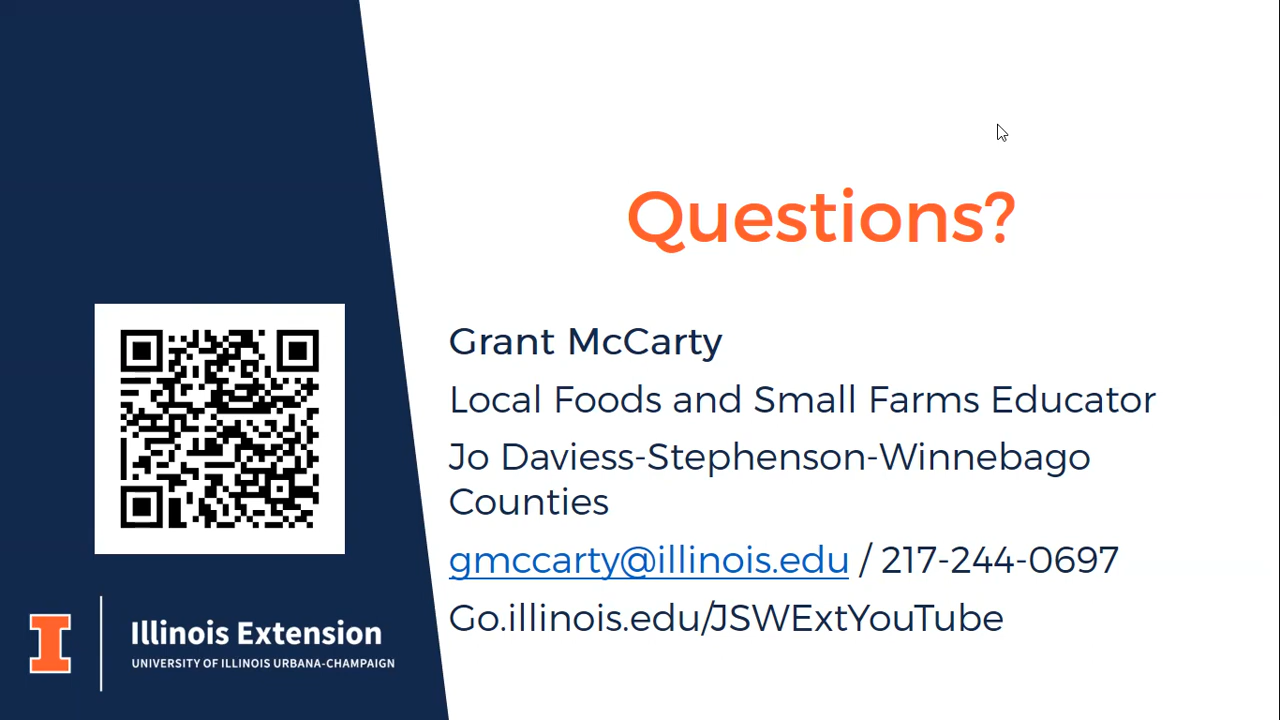 Questions?
Grant McCarty
Local Foods and Small Farms Educator
Jo Daviess-Stephenson-Winnebago
Counties
gmccarty@illinois.edu / 217-244-0697
Go.illinois.edu/JSWExtYouTube
I
Illinois Extension
UNIVERSITY OF ILLINOIS URBANA-CHAMPAIGN